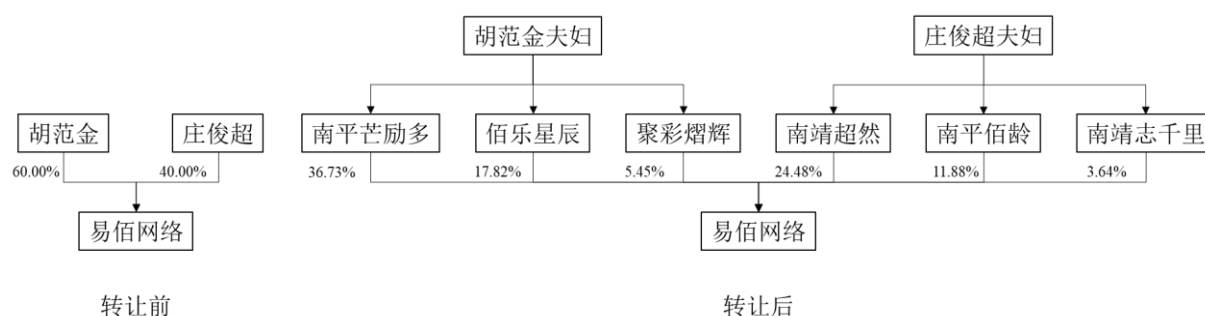 胡范金夫妇
庄俊超夫妇
胡范金
庄俊超
南平芒励多
佰乐星辰
聚彩熠辉
南靖超然
南平佰龄
南靖志千里
60.00%
40.00%
36.73%
17.82%
5.45%
24.48%
11.88%
3.64%
易佰网络
易佰网络
转让前
转让后